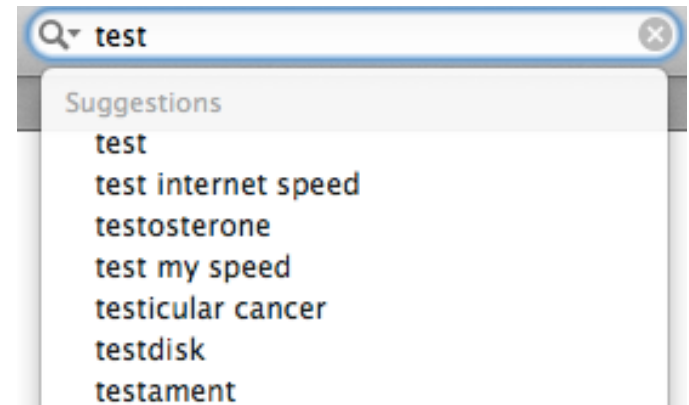 test
Suggestions
test
test internet speed
testosterone
test my speed
testicular cancer
testdisk
testament